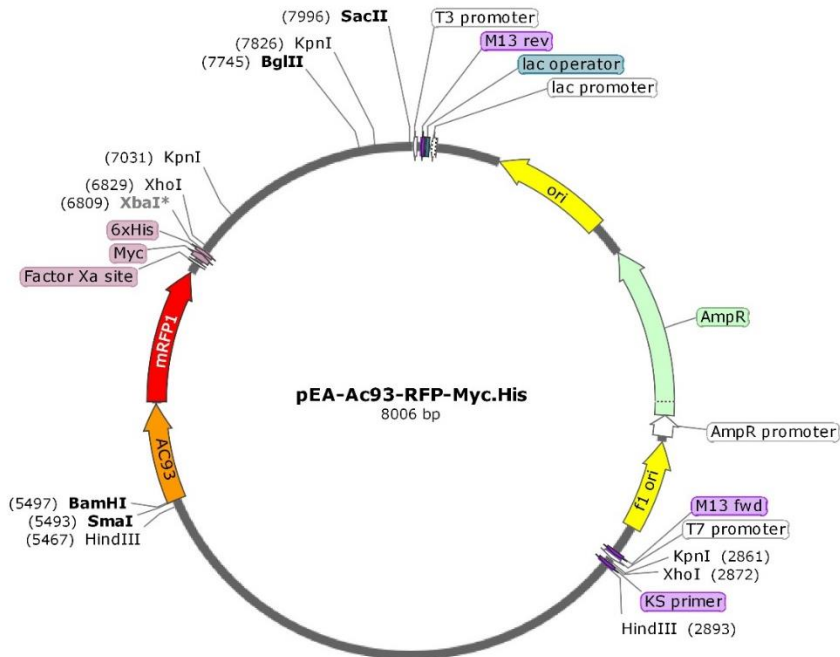 (7996) SacII
T3 promoter
(7826) KpnI
M13 rev
(7745) BglII
lac operator
lac promoter
(7031) KpnI
(6829) XhoI
(6809) XbaI*
6xHis
Myc
Factor Xa site
ori
AmpR
mRFP1
pEA-Ac93-RFP-Myc.His
8006 bp
AmpR promoter
AC93
f1 ori
(5497) BamHI
(5493) SmaI
(5467) HindIII
M13 fwd
T7 promoter
KpnI (2861)
XhoI (2872)
KS primer
HindIII (2893)